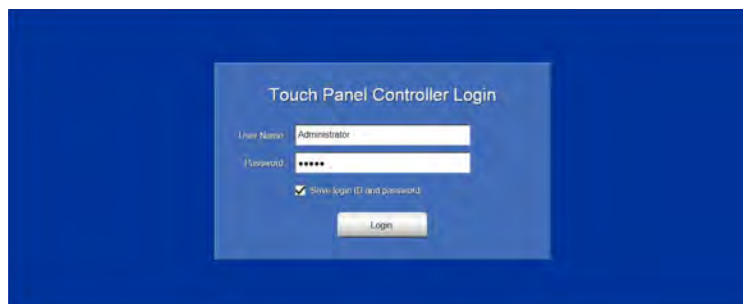 Touch Panel Controller Login
User Name Administrator
Password •••••
Save login ID and password
Login